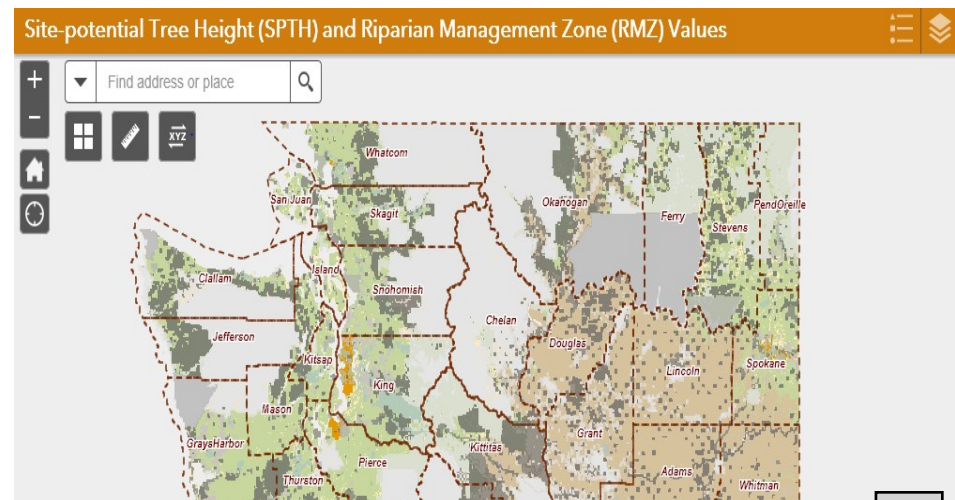 Site-potential Tree Height (SPTH) and Riparian Management Zone (RMZ) Values
+
Find address or place
−
XYZ
Whatcom
San Juan
Skagit
Okanogan
Ferry
PendOreille
Stevens
Clallam
Island
Snohomish
Chelan
Jefferson
Douglas
Kitsap
King
Lincoln
Spokane
Mason
GraysHarbor
Grant
Kittitas
Pierce
Adams
Thurston
Whitman